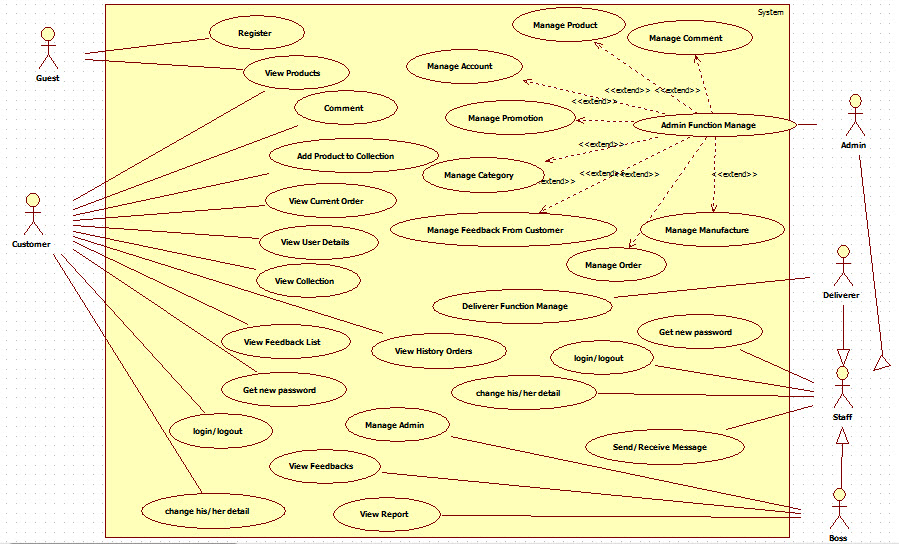 System
Manage Product
Register
Manage Comment
Guest
View Products
Manage Account
<<extend>>
<<extend>>
<<extend>>
Comment
Manage Promotion
Admin Function Manage
Admin
<<extend>>
Add Product to Collection
Manage Category
extend>>
<<extend>>
<<extend>>
<<extend>>
View Current Order
Customer
View User Details
Manage Feedback From Customer
Manage Manufacture
Manage Order
View Collection
Deliverer
Deliverer Function Manage
View Feedback List
View History Orders
Get new password
login/logout
Get new password
change his/her detail
Staff
login/logout
Manage Admin
Send/Receive Message
View Feedbacks
change his/her detail
View Report
Boss